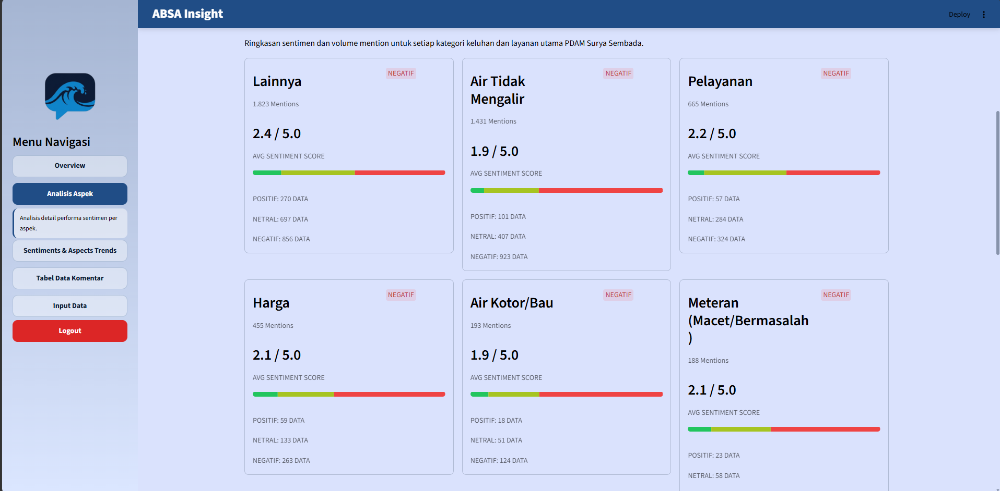 ABSA Insight
Deploy
Menu Navigasi
Overview
Analisis Aspek
Analisis detail performa sentimen per
aspek.
Sentiments & Aspects Trends
Tabel Data Komentar
Input Data
Logout
Ringkasan sentimen dan volume mention untuk setiap kategori keluhan dan layanan utama PDAM Surya Sembada.
Lainnya
NEGATIF
1.823 Mentions
2.4 / 5.0
AVG SENTIMENT SCORE
POSITIF: 270 DATA
NETRAL: 697 DATA
NEGATIF: 856 DATA
Air Tidak
Mengalir
NEGATIF
1.431 Mentions
1.9 / 5.0
AVG SENTIMENT SCORE
POSITIF: 101 DATA
NETRAL: 407 DATA
NEGATIF: 923 DATA
Pelayanan
NEGATIF
665 Mentions
2.2 / 5.0
AVG SENTIMENT SCORE
POSITIF: 57 DATA
NETRAL: 284 DATA
NEGATIF: 324 DATA
Harga
NEGATIF
455 Mentions
2.1 / 5.0
AVG SENTIMENT SCORE
POSITIF: 59 DATA
NETRAL: 133 DATA
NEGATIF: 263 DATA
Air Kotor/Bau
NEGATIF
193 Mentions
1.9 / 5.0
AVG SENTIMENT SCORE
POSITIF: 18 DATA
NETRAL: 51 DATA
NEGATIF: 124 DATA
Meteran
(Macet/Bermasalah
)
NEGATIF
188 Mentions
2.1 / 5.0
AVG SENTIMENT SCORE
POSITIF: 23 DATA
NETRAL: 58 DATA